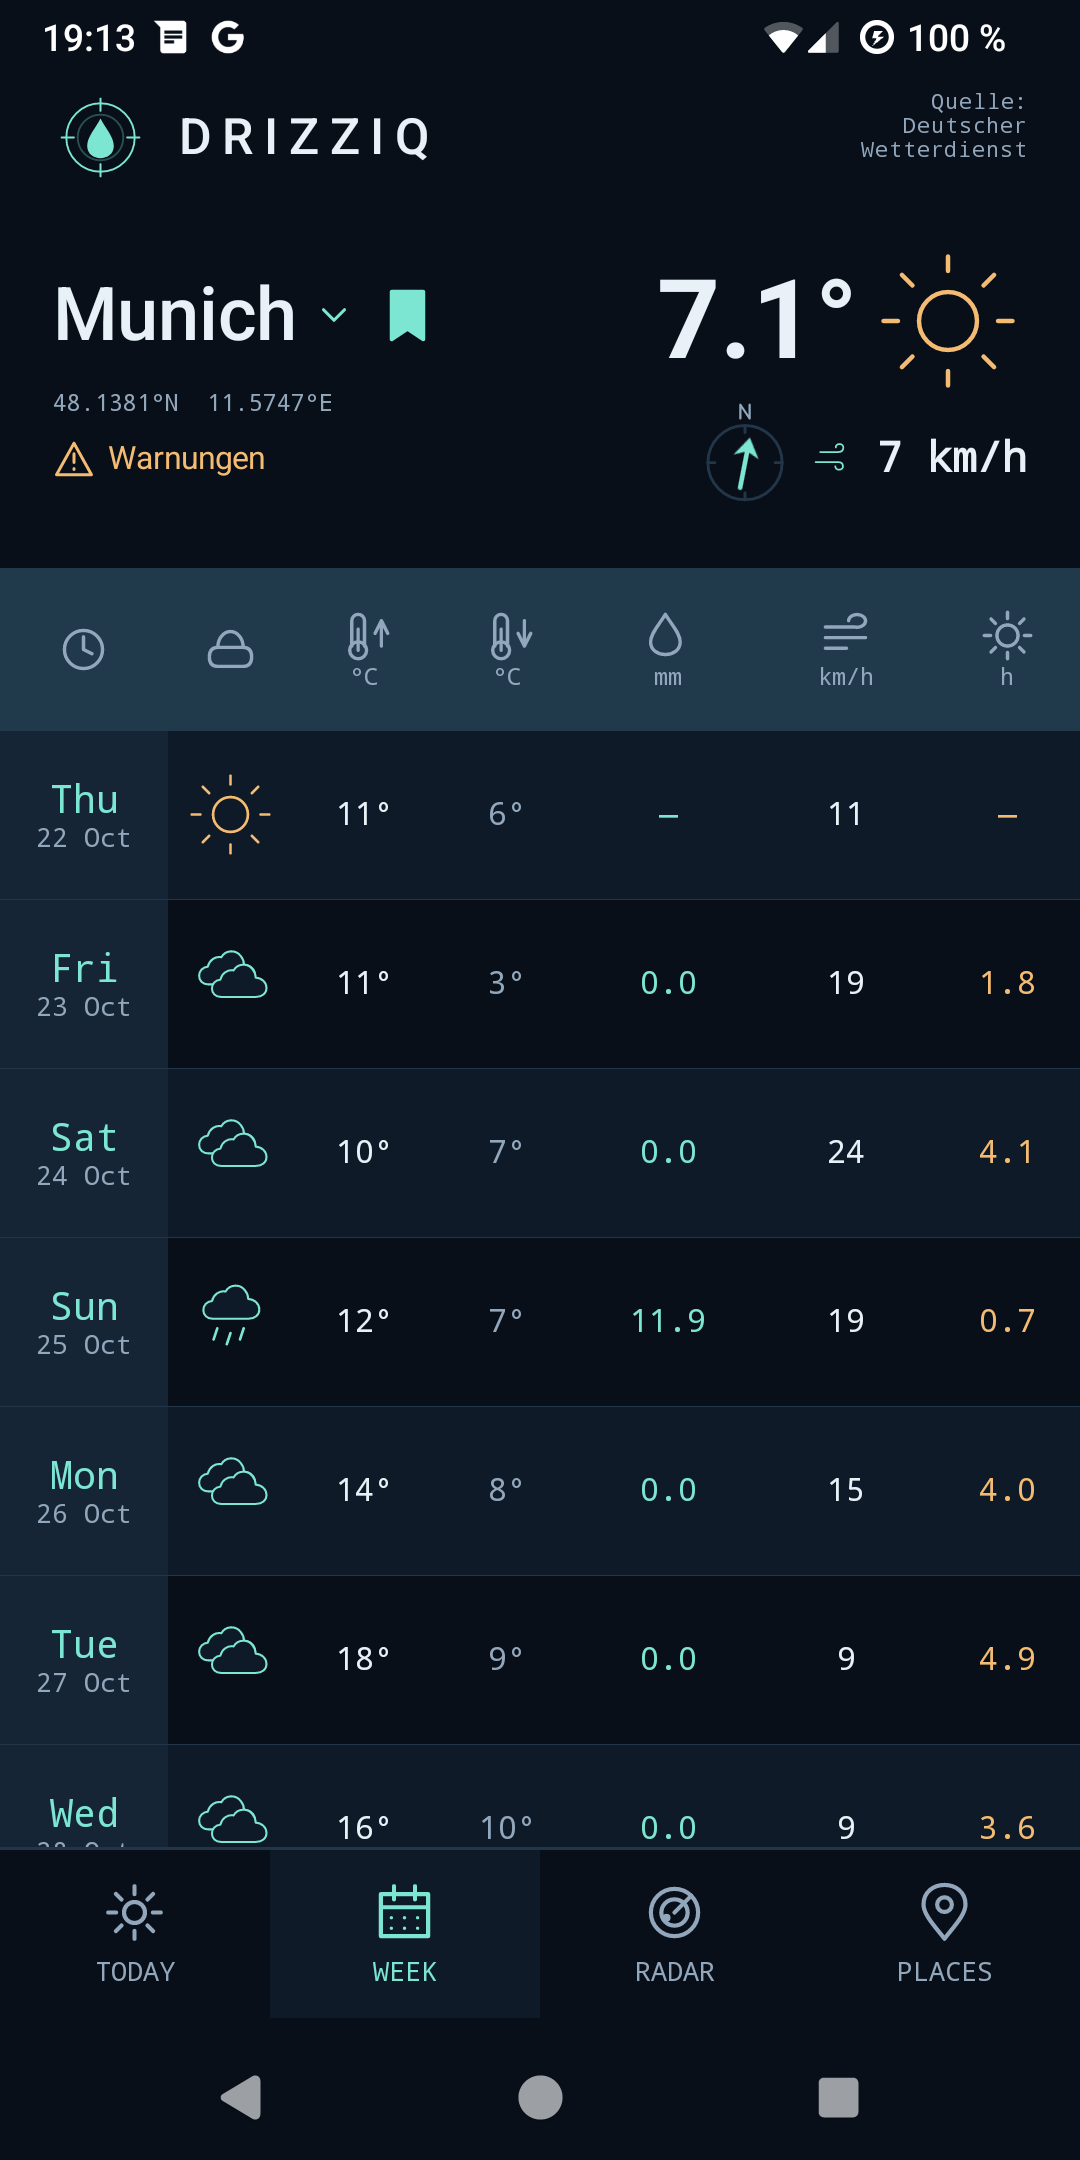 19:13 100 %
DRIZZIQ
Quelle:
Deutscher
Wetterdienst
Munich
7.1°
48.1381°N 11.5747°E
N
Warnungen
7 km/h
°C °C mm km/h h
Thu
22 Oct
11° 6° – 11 –
Fri
23 Oct
11° 3° 0.0 19 1.8
Sat
24 Oct
10° 7° 0.0 24 4.1
Sun
25 Oct
12° 7° 11.9 19 0.7
Mon
26 Oct
14° 8° 0.0 15 4.0
Tue
27 Oct
18° 9° 0.0 9 4.9
Wed
16° 10° 0.0 9 3.6
TODAY WEEK RADAR PLACES